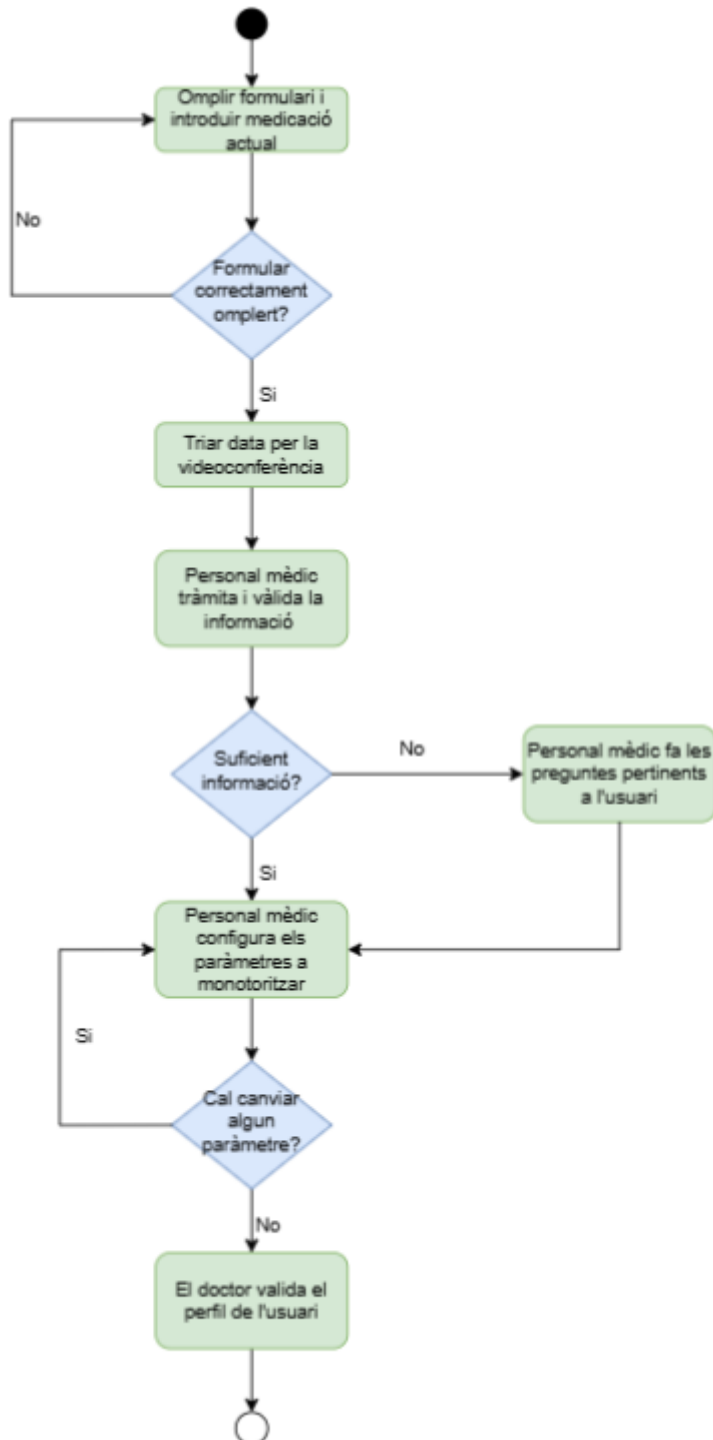 Omplir formulari i
introduir medicació
actual
No
Formular
correctament
omplert?
Si
Triar data per la
videoconferència
Personal mèdic
tràmita i vàlida la
informació
Suficient
informació?
No
Personal mèdic fa les
preguntes pertinents
a l'usuari
Si
Personal mèdic
configura els
paràmetres a
monotoritzar
Si
Cal canviar
algun
paràmetre?
No
El doctor valida el
perfil de l'usuari